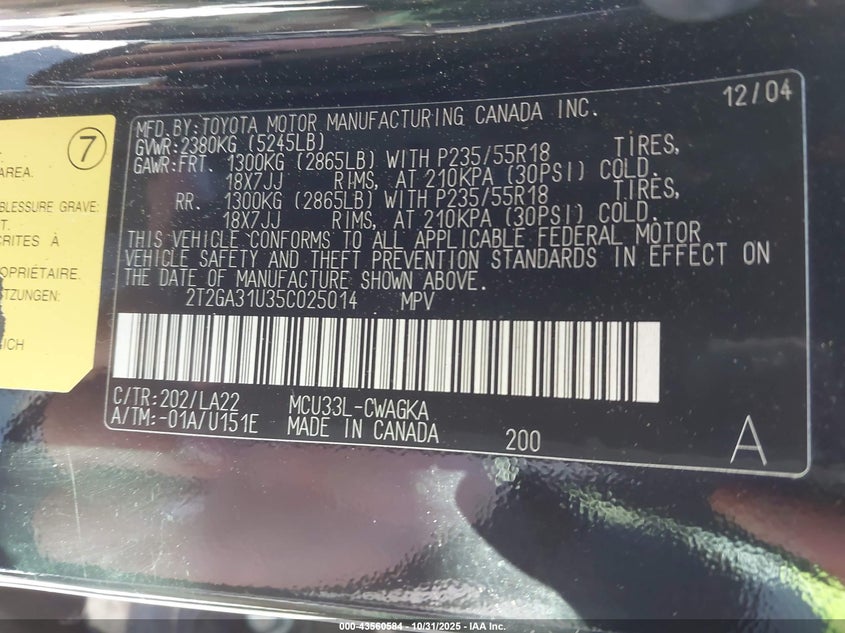 7
AREA.
BLESSURE GRAVE:
CRITES À
PROPRIÉTAIRE.
12/04
MFD.BY:TOYOTA MOTOR MANUFACTURING CANADA INC.
GVWR:2380KG (5245LB)
GAWR:FRT. 1300KG (2865LB) WITH P235/55R18 TIRES,
18X7JJ RIMS, AT 210KPA (30PSI) COLD.
RR. 1300KG (2865LB) WITH P235/55R18 TIRES,
18X7JJ RIMS, AT 210KPA (30PSI) COLD.
THIS VEHICLE CONFORMS TO ALL APPLICABLE FEDERAL MOTOR
VEHICLE SAFETY AND THEFT PREVENTION STANDARDS IN EFFECT ON
THE DATE OF MANUFACTURE SHOWN ABOVE.
2T2GA31U35C025014 MPV
C/TR:202/LA22 MCU33L-CWAGKA
A/TM:-01A/U151E MADE IN CANADA 200 A
000-43560584 - 10/31/2025 - IAA Inc.